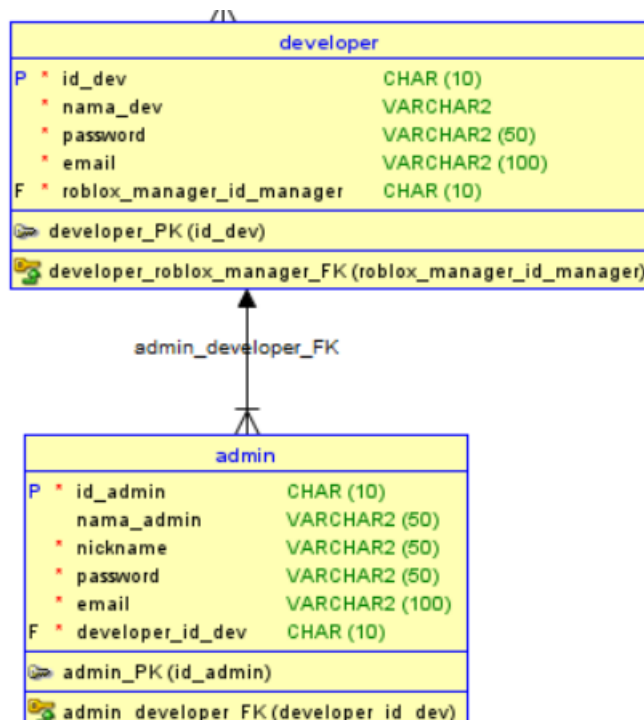 developer
P * id_dev CHAR (10)
* nama_dev VARCHAR2
* password VARCHAR2 (50)
* email VARCHAR2 (100)
F * roblox_manager_id_manager CHAR (10)
developer_PK (id_dev)
developer_roblox_manager_FK (roblox_manager_id_manager)
admin_developer_FK
admin
P * id_admin CHAR (10)
nama_admin VARCHAR2 (50)
* nickname VARCHAR2 (50)
* password VARCHAR2 (50)
* email VARCHAR2 (100)
F * developer_id_dev CHAR (10)
admin_PK (id_admin)
admin_developer_FK (developer_id_dev)